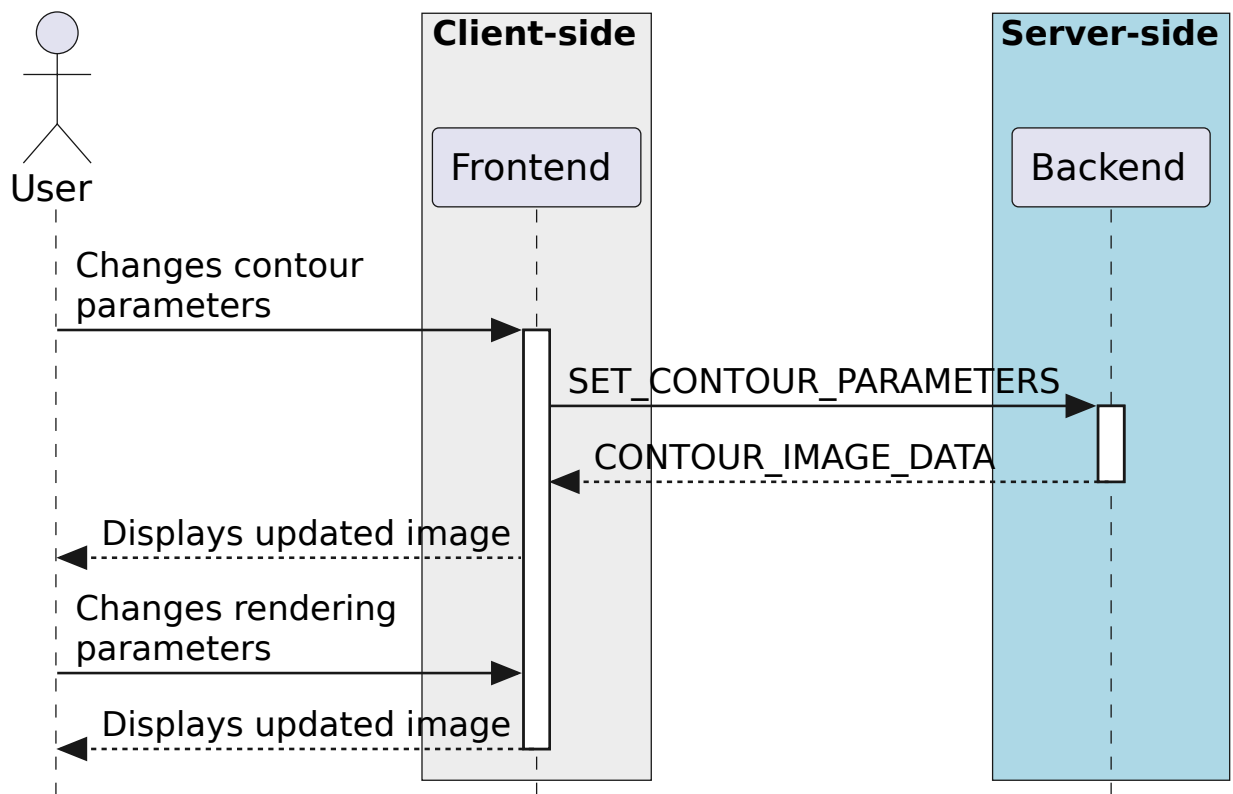 Client-side
Server-side
Frontend
Backend
User
Changes contour
parameters
SET_CONTOUR_PARAMETERS
CONTOUR_IMAGE_DATA
Displays updated image
Changes rendering
parameters
Displays updated image